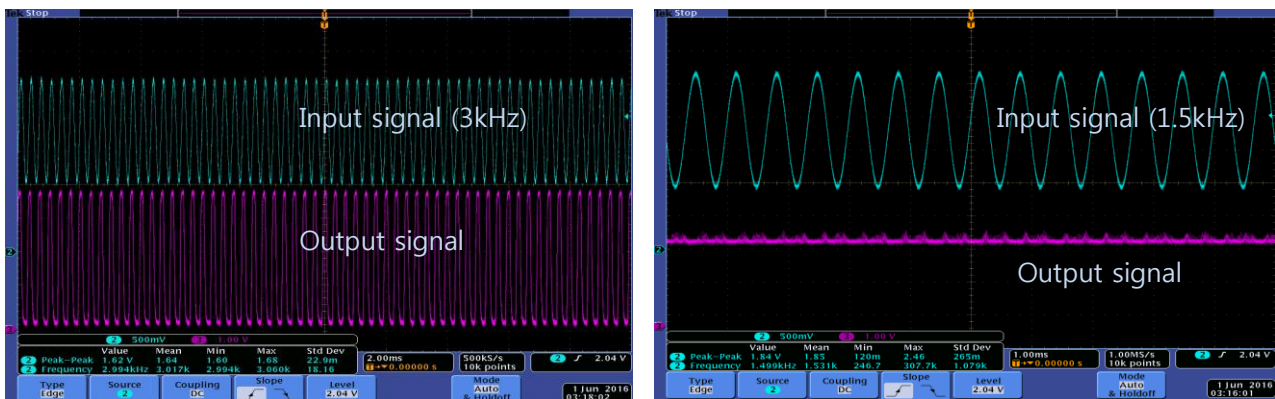 Tek Stop
Input signal (3kHz)
Output signal
2 500mV 3 1.00 V
Value Mean Min Max Std Dev
2 Peak-Peak 1.62 V 1.64 1.60 1.68 22.9m
2 Frequency 2.994kHz 3.017k 2.994k 3.060k 18.16
2.00ms
0.00000 s
500kS/s
10k points
2 2.04 V
Type
Edge
Source
2
Coupling
DC
Slope
Level
2.04 V
Mode
Auto
& Holdoff
1 Jun 2016
03:18:02
Tek Stop
Input signal (1.5kHz)
Output signal
2 500mV 3 1.00 V
Value Mean Min Max Std Dev
2 Peak-Peak 1.84 V 1.85 120m 2.46 265m
2 Frequency 1.499kHz 1.531k 246.7 307.7k 1.079k
1.00ms
0.00000 s
1.00MS/s
10k points
2 2.04 V
Type
Edge
Source
2
Coupling
DC
Slope
Level
2.04 V
Mode
Auto
& Holdoff
1 Jun 2016
03:16:01